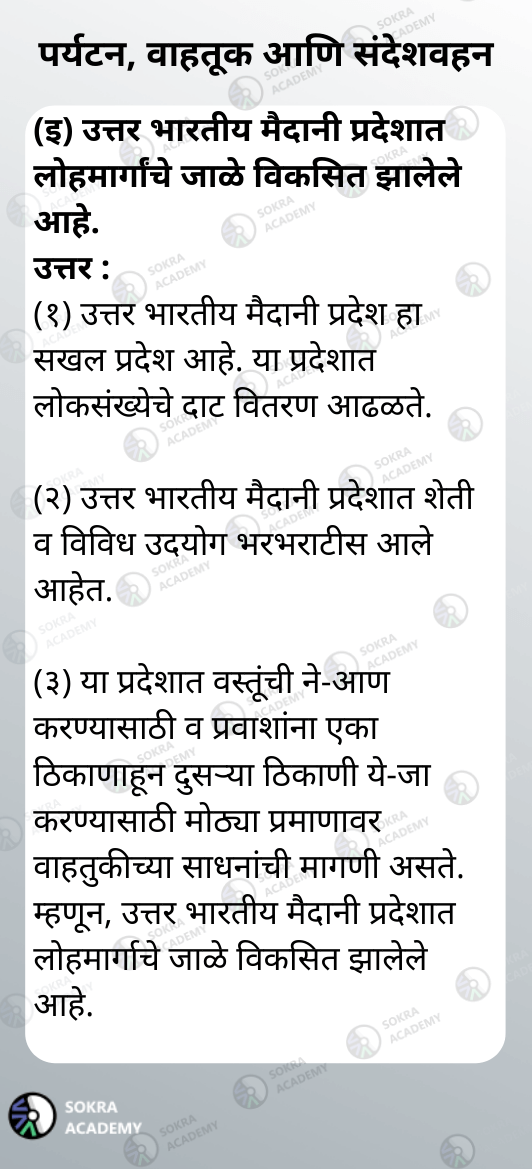 पर्यटन, वाहतूक आणि संदेशवहन
(इ) उत्तर भारतीय मैदानी प्रदेशात
लोहमार्गांचे जाळे विकसित झालेले
आहे.
उत्तर :
(१) उत्तर भारतीय मैदानी प्रदेश हा
सखल प्रदेश आहे. या प्रदेशात
लोकसंख्येचे दाट वितरण आढळते.
(२) उत्तर भारतीय मैदानी प्रदेशात शेती
व विविध उदयोग भरभराटीस आले
आहेत.
(३) या प्रदेशात वस्तूंची ने-आण
करण्यासाठी व प्रवाशांना एका
ठिकाणाहून दुसऱ्या ठिकाणी ये-जा
करण्यासाठी मोठ्या प्रमाणावर
वाहतुकीच्या साधनांची मागणी असते.
म्हणून, उत्तर भारतीय मैदानी प्रदेशात
लोहमार्गाचे जाळे विकसित झालेले
आहे.
SOKRA
ACADEMY